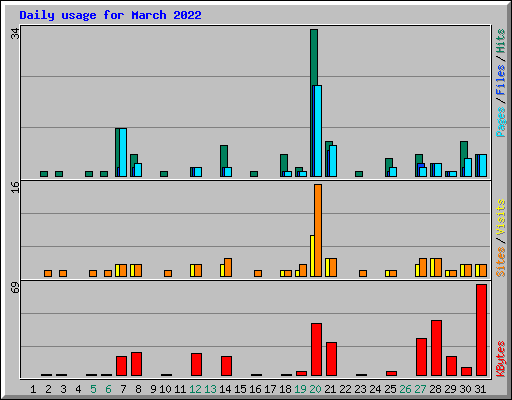 Daily usage for March 2022
34
Pages / Files / Hits
16
Sites / Visits
69
KBytes
1 2 3 4 5 6 7 8 9 10 11 12 13 14 15 16 17 18 19 20 21 22 23 24 25 26 27 28 29 30 31